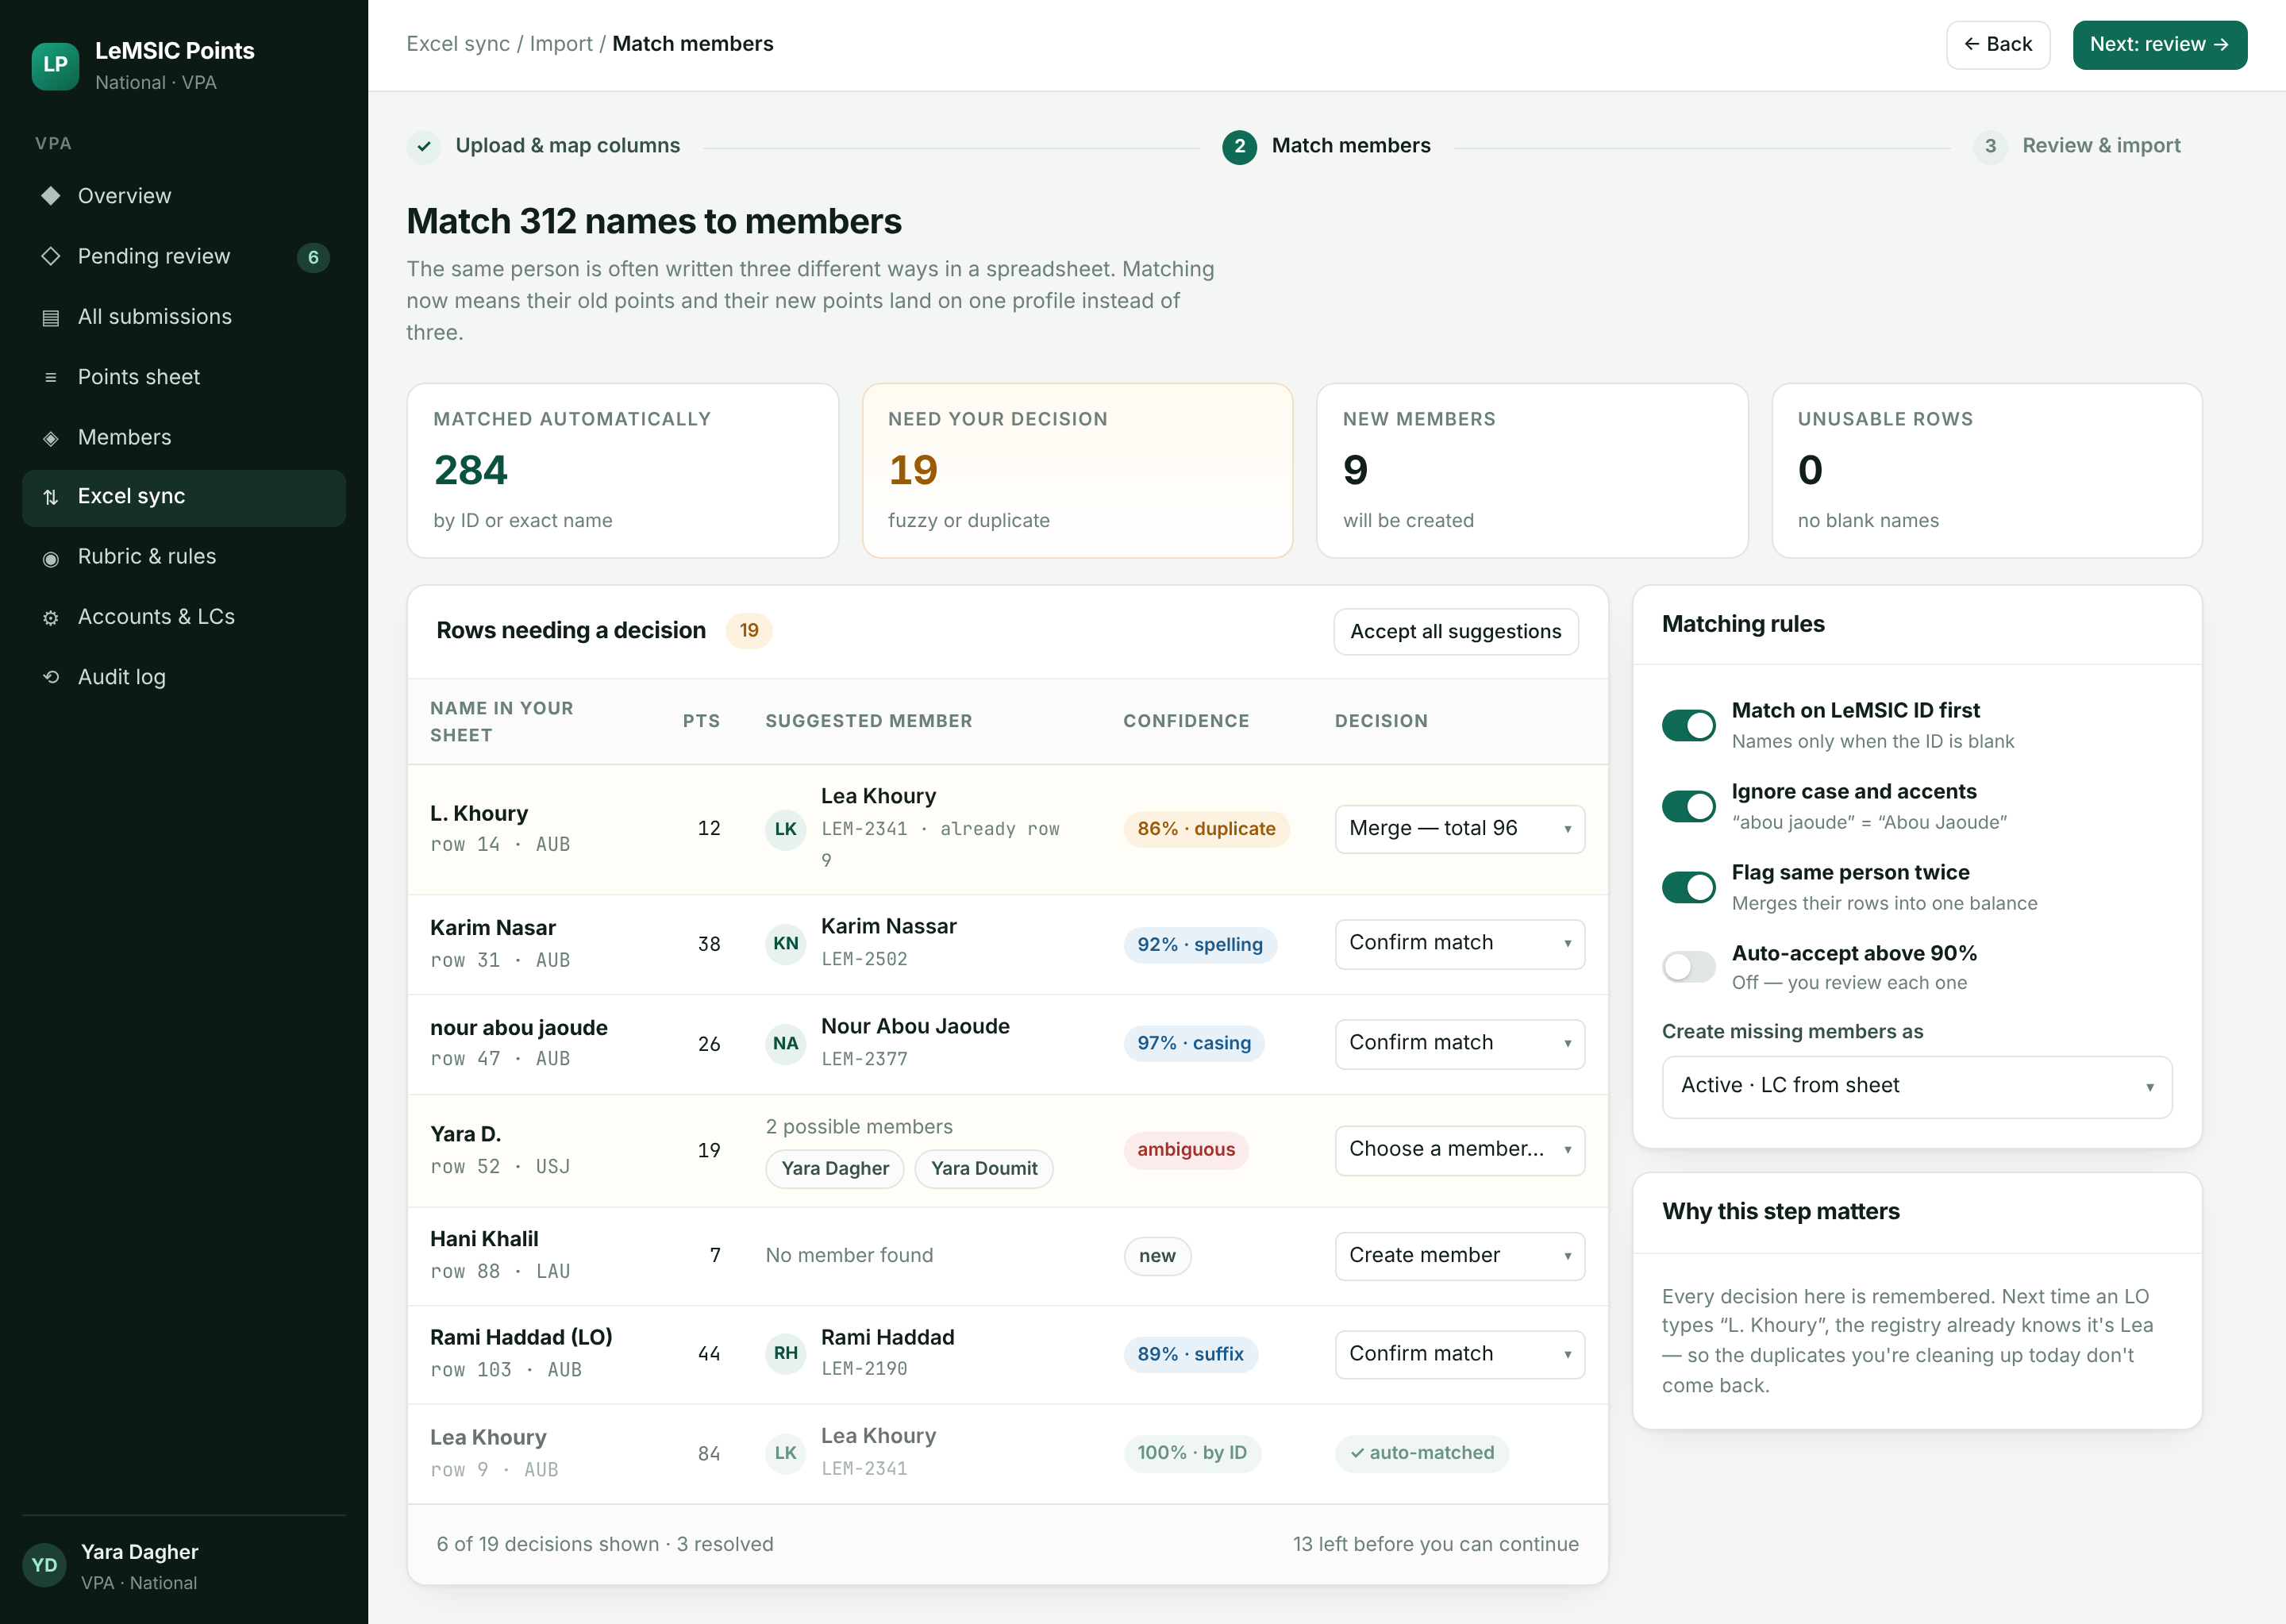 LP
LeMSIC Points
National · VPA
VPA
Overview
Pending review 6
All submissions
Points sheet
Members
Excel sync
Rubric & rules
Accounts & LCs
Audit log
YD
Yara Dagher
VPA · National
Excel sync / Import / Match members
← Back
Next: review →
✓ Upload & map columns
2 Match members
3 Review & import
Match 312 names to members
The same person is often written three different ways in a spreadsheet. Matching
now means their old points and their new points land on one profile instead of
three.
MATCHED AUTOMATICALLY
284
by ID or exact name
NEED YOUR DECISION
19
fuzzy or duplicate
NEW MEMBERS
9
will be created
UNUSABLE ROWS
0
no blank names
Rows needing a decision 19
Accept all suggestions
NAME IN YOUR
SHEET
PTS
SUGGESTED MEMBER
CONFIDENCE
DECISION
L. Khoury
row 14 · AUB
12
LK
Lea Khoury
LEM-2341 · already row
9
86% · duplicate
Merge — total 96
Karim Nasar
row 31 · AUB
38
KN
Karim Nassar
LEM-2502
92% · spelling
Confirm match
nour abou jaoude
row 47 · AUB
26
NA
Nour Abou Jaoude
LEM-2377
97% · casing
Confirm match
Yara D.
row 52 · USJ
19
2 possible members
Yara Dagher
Yara Doumit
ambiguous
Choose a member...
Hani Khalil
row 88 · LAU
7
No member found
new
Create member
Rami Haddad (LO)
row 103 · AUB
44
RH
Rami Haddad
LEM-2190
89% · suffix
Confirm match
Lea Khoury
row 9 · AUB
84
LK
Lea Khoury
LEM-2341
100% · by ID
✓ auto-matched
6 of 19 decisions shown · 3 resolved
13 left before you can continue
Matching rules
Match on LeMSIC ID first
Names only when the ID is blank
Ignore case and accents
“abou jaoude” = “Abou Jaoude”
Flag same person twice
Merges their rows into one balance
Auto-accept above 90%
Off — you review each one
Create missing members as
Active · LC from sheet
Why this step matters
Every decision here is remembered. Next time an LO
types “L. Khoury”, the registry already knows it's Lea
— so the duplicates you're cleaning up today don't
come back.